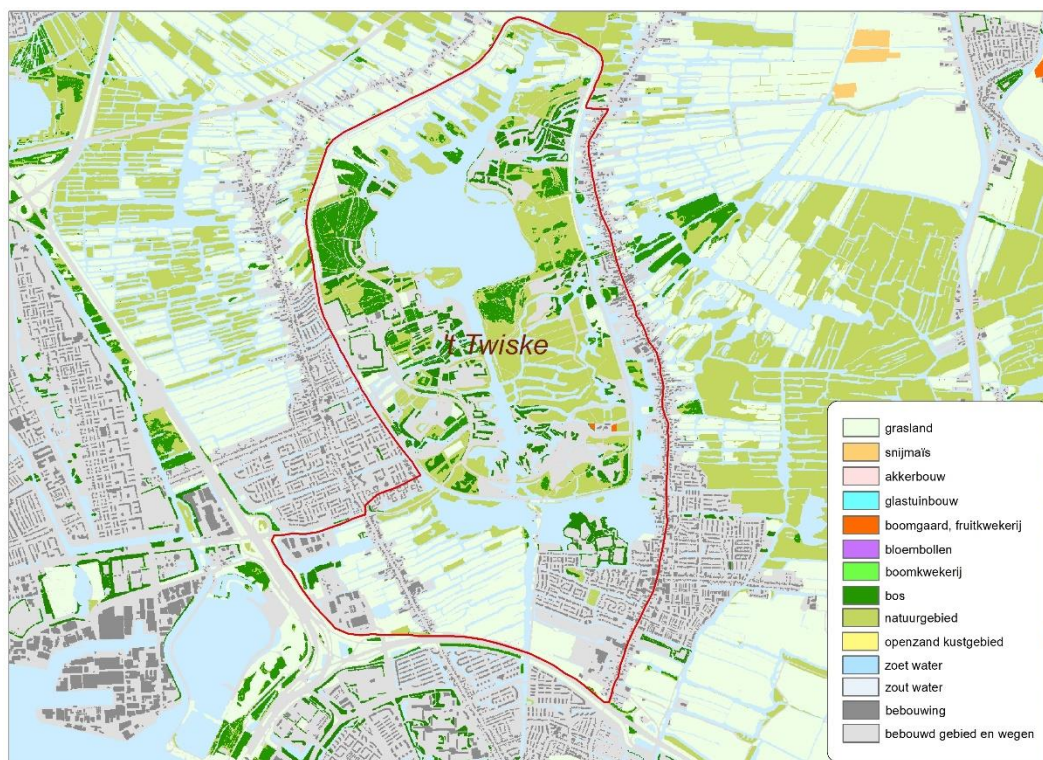 't Twiske
grasland
snijmaïs
akkerbouw
glastuinbouw
boomgaard, fruitkwekerij
bloembollen
boomkwekerij
bos
natuurgebied
openzand kustgebied
zoet water
zout water
bebouwing
bebouwd gebied en wegen